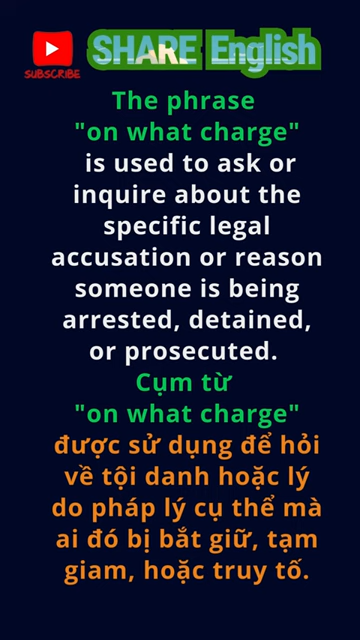 SHARE English
SUBSCRIBE
The phrase
"on what charge"
is used to ask or
inquire about the
specific legal
accusation or reason
someone is being
arrested, detained,
or prosecuted.
Cụm từ
"on what charge"
được sử dụng để hỏi
về tội danh hoặc lý
do pháp lý cụ thể mà
ai đó bị bắt giữ, tạm
giam, hoặc truy tố.